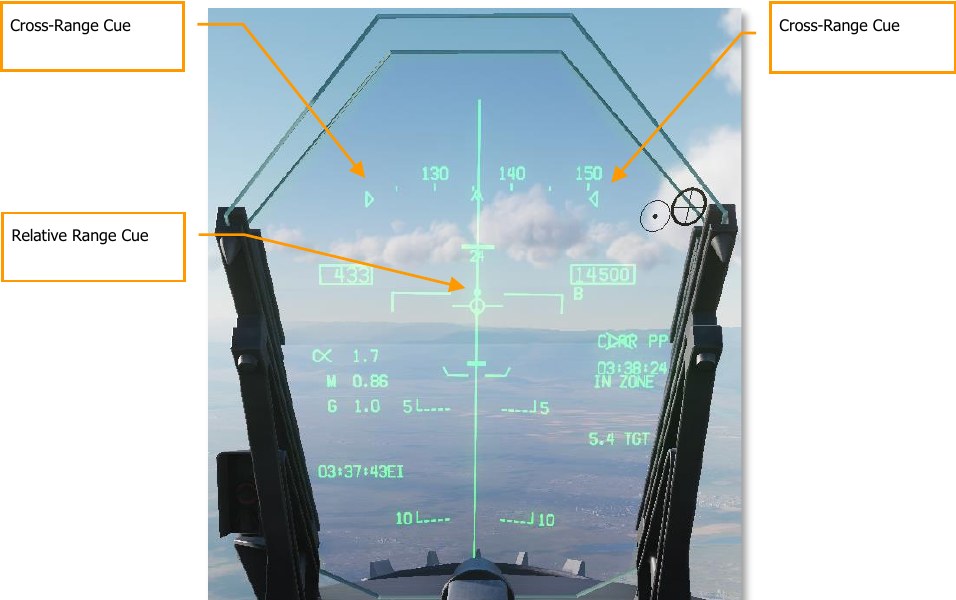 Cross-Range Cue
Cross-Range Cue
130 140 150
Relative Range Cue
24
433
14500
B
PP
α 1.7
03:38:24
M 0.86
IN ZONE
G 1.0
5 5
5.4 TGT
03:37:43EI
10 10